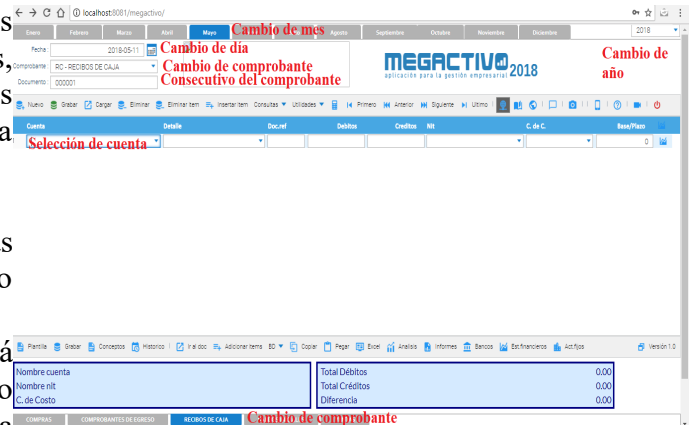 s
localhost:8081/megactivo/
Enero Febrero Marzo Abril Mayo Cambio de mes Agosto Septiembre Octubre Noviembre Diciembre 2018
Fecha 2018-05-11 Cambio de día
s,
Comprobante RC - RECIBOS DE CAJA Cambio de comprobante
Documento 000001 Consecutivo del comprobante
MEGACTIVO 2018
aplicación para la gestión empresarial
Cambio de
año
s
Nuevo Grabar Cargar Eliminar Eliminar item Insertar item Consultas Utilidades Primero Anterior Siguiente Ultimo
a
Cuenta Detalle Doc.ref Debitos Creditos Nit C. de C. Base/Plazo
Selección de cuenta 0
as
o
á
Plantilla Grabar Conceptos Historico Ir al doc Adicionar items BD Copiar Pegar Excel Analisis Informes Bancos Est.financieros Act.fijos Versión 1.0
Nombre cuenta Total Débitos 0.00
Nombre nit Total Créditos 0.00
o
C. de Costo Diferencia 0.00
COMPRAS COMPROBANTES DE EGRESO RECIBOS DE CAJA Cambio de comprobante